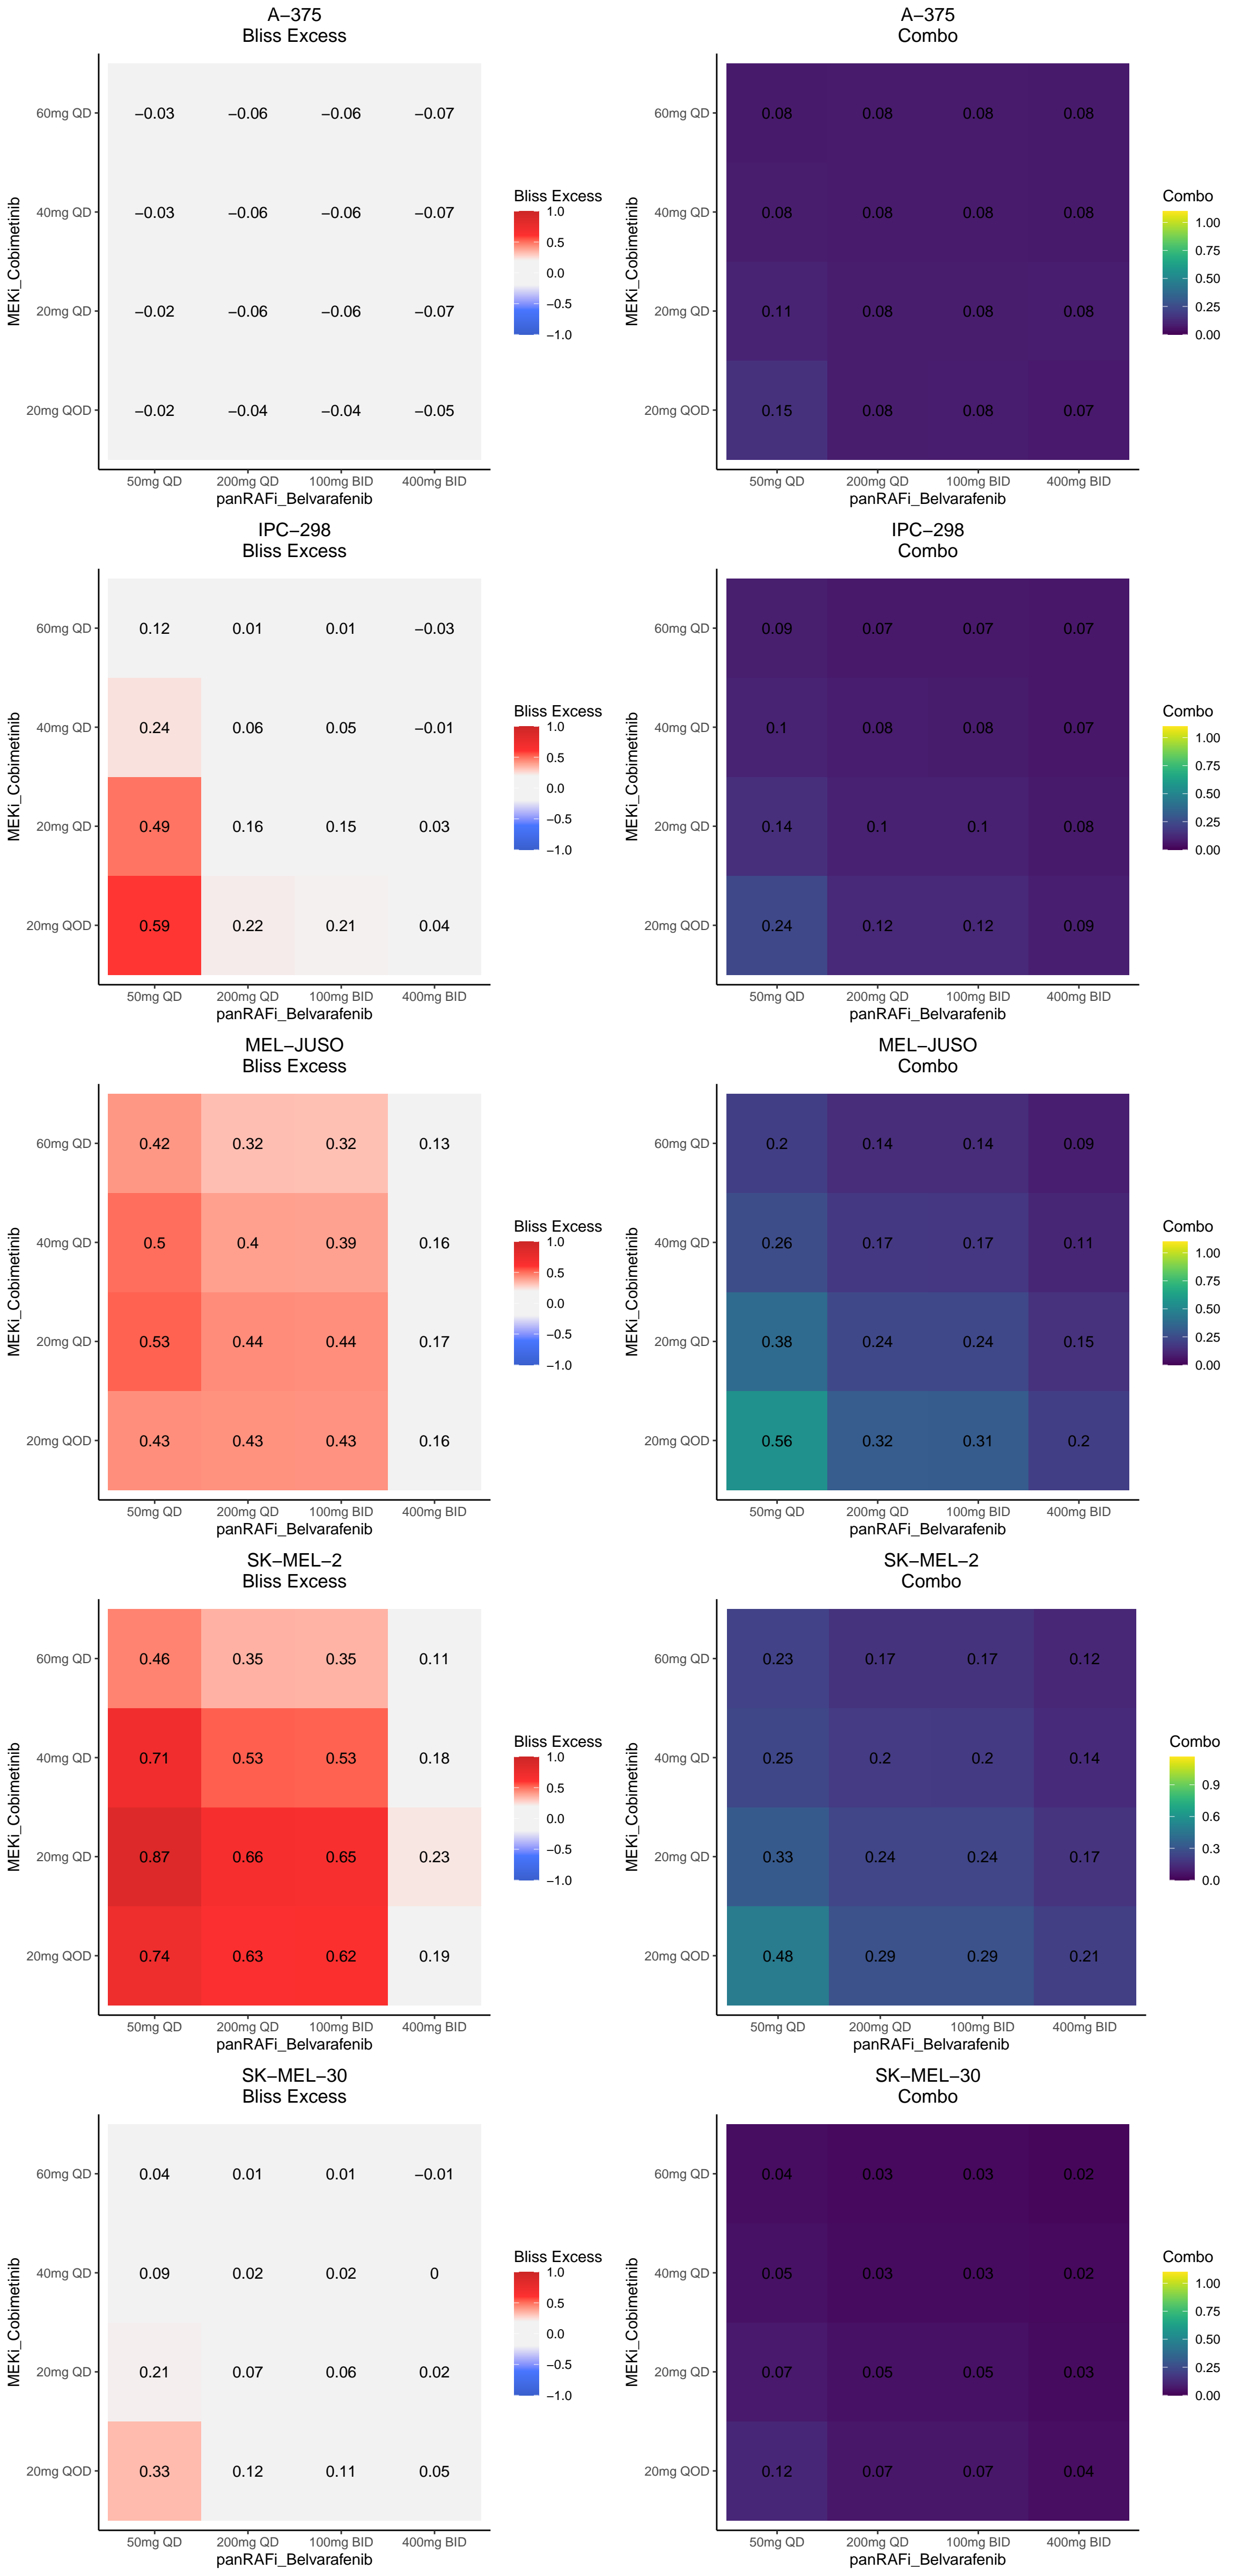 A−375
Bliss Excess
60mg QD
−0.03 −0.06 −0.06 −0.07
40mg QD
−0.03 −0.06 −0.06 −0.07
20mg QD
−0.02 −0.06 −0.06 −0.07
20mg QOD
−0.02 −0.04 −0.04 −0.05
MEKi_Cobimetinib
50mg QD 200mg QD 100mg BID 400mg BID
panRAFi_Belvarafenib
Bliss Excess
1.0
0.5
0.0
−0.5
−1.0
A−375
Combo
60mg QD
0.08 0.08 0.08 0.08
40mg QD
0.08 0.08 0.08 0.08
20mg QD
0.11 0.08 0.08 0.08
20mg QOD
0.15 0.08 0.08 0.07
MEKi_Cobimetinib
50mg QD 200mg QD 100mg BID 400mg BID
panRAFi_Belvarafenib
Combo
1.00
0.75
0.50
0.25
0.00
IPC−298
Bliss Excess
60mg QD
0.12 0.01 0.01 −0.03
40mg QD
0.24 0.06 0.05 −0.01
20mg QD
0.49 0.16 0.15 0.03
20mg QOD
0.59 0.22 0.21 0.04
MEKi_Cobimetinib
50mg QD 200mg QD 100mg BID 400mg BID
panRAFi_Belvarafenib
Bliss Excess
1.0
0.5
0.0
−0.5
−1.0
IPC−298
Combo
60mg QD
0.09 0.07 0.07 0.07
40mg QD
0.1 0.08 0.08 0.07
20mg QD
0.14 0.1 0.1 0.08
20mg QOD
0.24 0.12 0.12 0.09
MEKi_Cobimetinib
50mg QD 200mg QD 100mg BID 400mg BID
panRAFi_Belvarafenib
Combo
1.00
0.75
0.50
0.25
0.00
MEL−JUSO
Bliss Excess
60mg QD
0.42 0.32 0.32 0.13
40mg QD
0.5 0.4 0.39 0.16
20mg QD
0.53 0.44 0.44 0.17
20mg QOD
0.43 0.43 0.43 0.16
MEKi_Cobimetinib
50mg QD 200mg QD 100mg BID 400mg BID
panRAFi_Belvarafenib
Bliss Excess
1.0
0.5
0.0
−0.5
−1.0
MEL−JUSO
Combo
60mg QD
0.2 0.14 0.14 0.09
40mg QD
0.26 0.17 0.17 0.11
20mg QD
0.38 0.24 0.24 0.15
20mg QOD
0.56 0.32 0.31 0.2
MEKi_Cobimetinib
50mg QD 200mg QD 100mg BID 400mg BID
panRAFi_Belvarafenib
Combo
1.00
0.75
0.50
0.25
0.00
SK−MEL−2
Bliss Excess
60mg QD
0.46 0.35 0.35 0.11
40mg QD
0.71 0.53 0.53 0.18
20mg QD
0.87 0.66 0.65 0.23
20mg QOD
0.74 0.63 0.62 0.19
MEKi_Cobimetinib
50mg QD 200mg QD 100mg BID 400mg BID
panRAFi_Belvarafenib
Bliss Excess
1.0
0.5
0.0
−0.5
−1.0
SK−MEL−2
Combo
60mg QD
0.23 0.17 0.17 0.12
40mg QD
0.25 0.2 0.2 0.14
20mg QD
0.33 0.24 0.24 0.17
20mg QOD
0.48 0.29 0.29 0.21
MEKi_Cobimetinib
50mg QD 200mg QD 100mg BID 400mg BID
panRAFi_Belvarafenib
Combo
0.9
0.6
0.3
0.0
SK−MEL−30
Bliss Excess
60mg QD
0.04 0.01 0.01 −0.01
40mg QD
0.09 0.02 0.02 0
20mg QD
0.21 0.07 0.06 0.02
20mg QOD
0.33 0.12 0.11 0.05
MEKi_Cobimetinib
50mg QD 200mg QD 100mg BID 400mg BID
panRAFi_Belvarafenib
Bliss Excess
1.0
0.5
0.0
−0.5
−1.0
SK−MEL−30
Combo
60mg QD
0.04 0.03 0.03 0.02
40mg QD
0.05 0.03 0.03 0.02
20mg QD
0.07 0.05 0.05 0.03
20mg QOD
0.12 0.07 0.07 0.04
MEKi_Cobimetinib
50mg QD 200mg QD 100mg BID 400mg BID
panRAFi_Belvarafenib
Combo
1.00
0.75
0.50
0.25
0.00